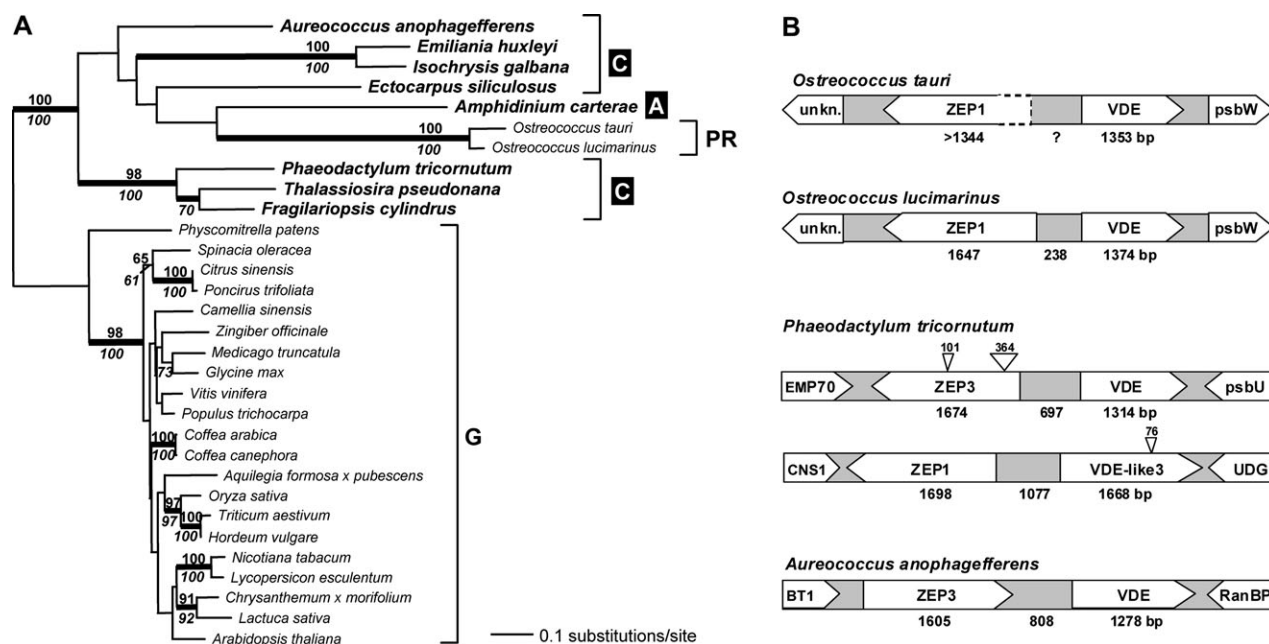 A
Aureococcus anophagefferens
100
100
Emiliania huxleyi
Isochrysis galbana
C
Ectocarpus siliculosus
100
100
Amphidinium carterae
A
100
100
Ostreococcus tauri
Ostreococcus lucimarinus
PR
98
100
Phaeodactylum tricornutum
Thalassiosira pseudonana
70
Fragilariopsis cylindrus
C
Physcomitrella patens
65
61
Spinacia oleracea
100
100
Citrus sinensis
Poncirus trifoliata
98
100
Camellia sinensis
Zingiber officinale
Medicago truncatula
73
Glycine max
Vitis vinifera
Populus trichocarpa
100
100
Coffea arabica
Coffea canephora
G
Aquilegia formosa x pubescens
97
97
Oryza sativa
100
100
Triticum aestivum
Hordeum vulgare
100
100
Nicotiana tabacum
Lycopersicon esculentum
91
92
Chrysanthemum x morifolium
Lactuca sativa
Arabidopsis thaliana
0.1 substitutions/site
B
Ostreococcus tauri
unkn. ZEP1 VDE psbW
>1344 ? 1353 bp
Ostreococcus lucimarinus
unkn. ZEP1 VDE psbW
1647 238 1374 bp
Phaeodactylum tricornutum
101 364
EMP70 ZEP3 VDE psbU
1674 697 1314 bp
76
CNS1 ZEP1 VDE-like3 UDG
1698 1077 1668 bp
Aureococcus anophagefferens
BT1 ZEP3 VDE RanBP
1605 808 1278 bp